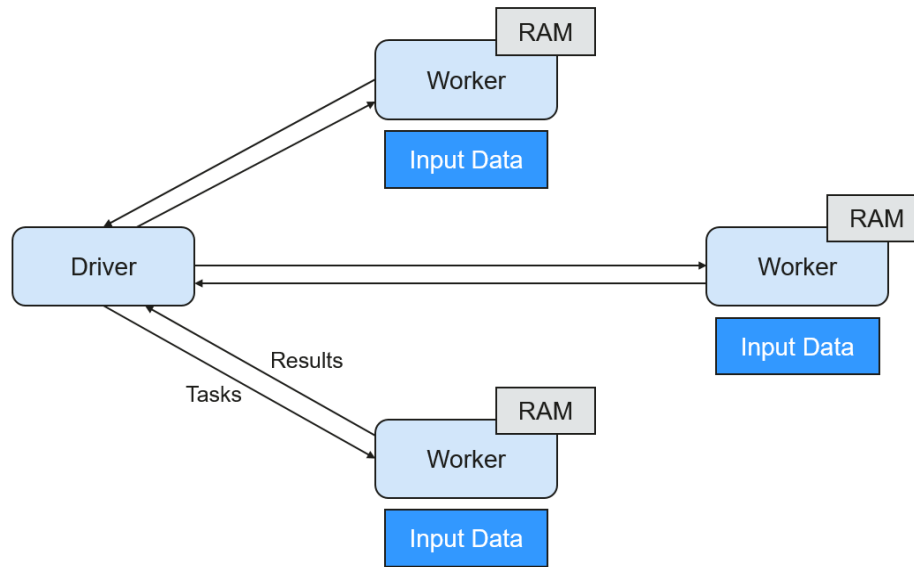 RAM
Worker
Input Data
RAM
Driver
Worker
Input Data
Results
Tasks
RAM
Worker
Input Data